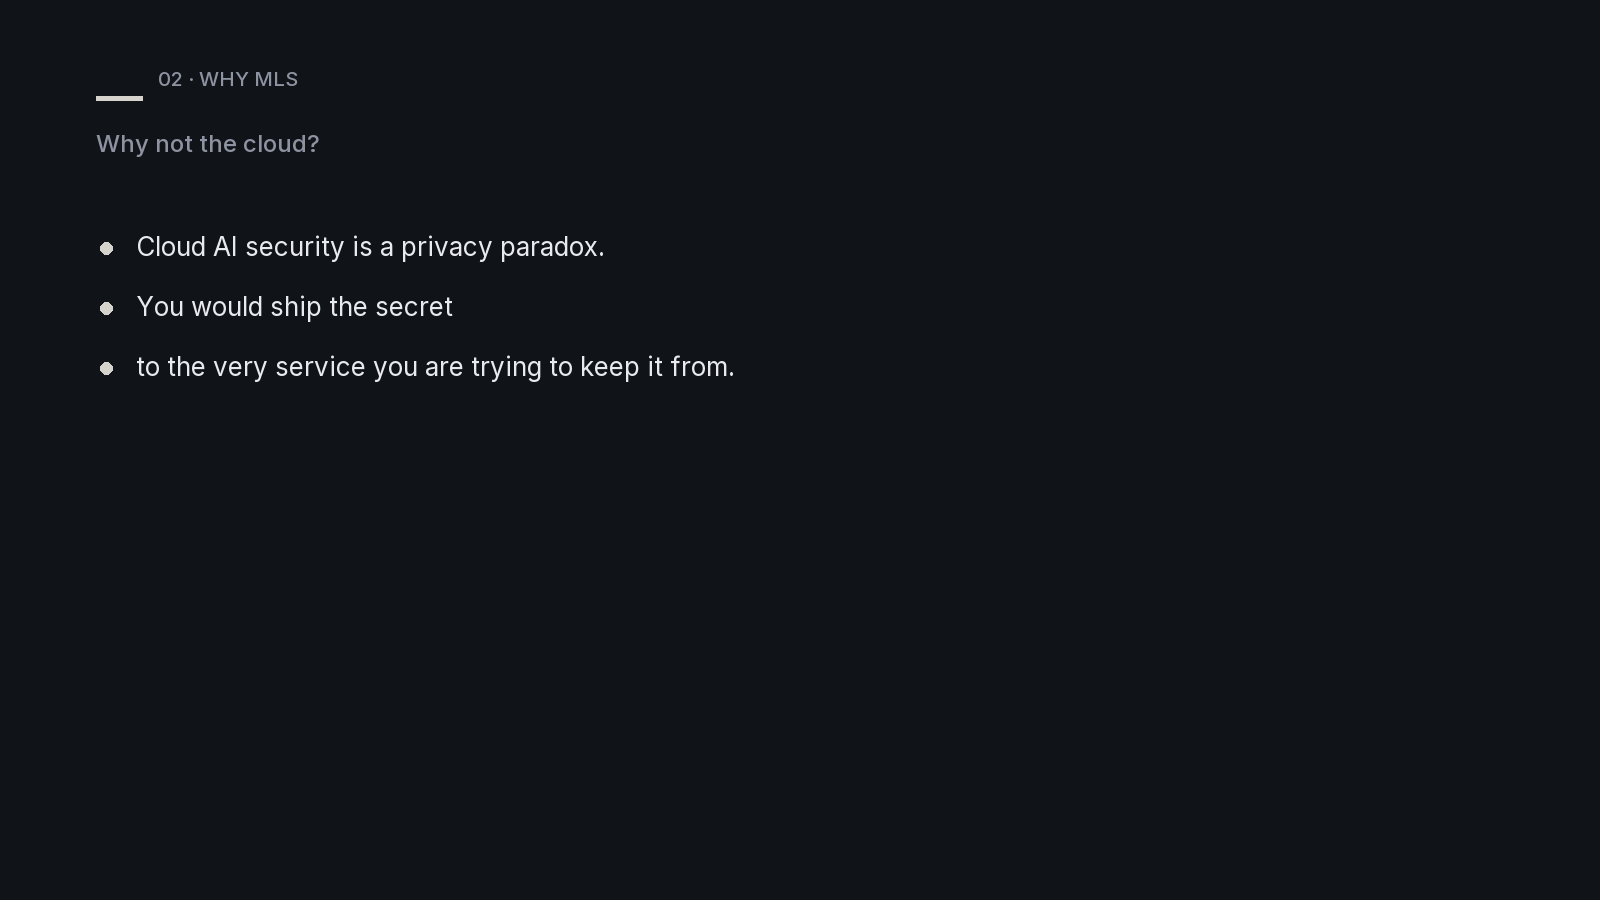 02 · WHY MLS
Why not the cloud?
Cloud AI security is a privacy paradox.
You would ship the secret
to the very service you are trying to keep it from.